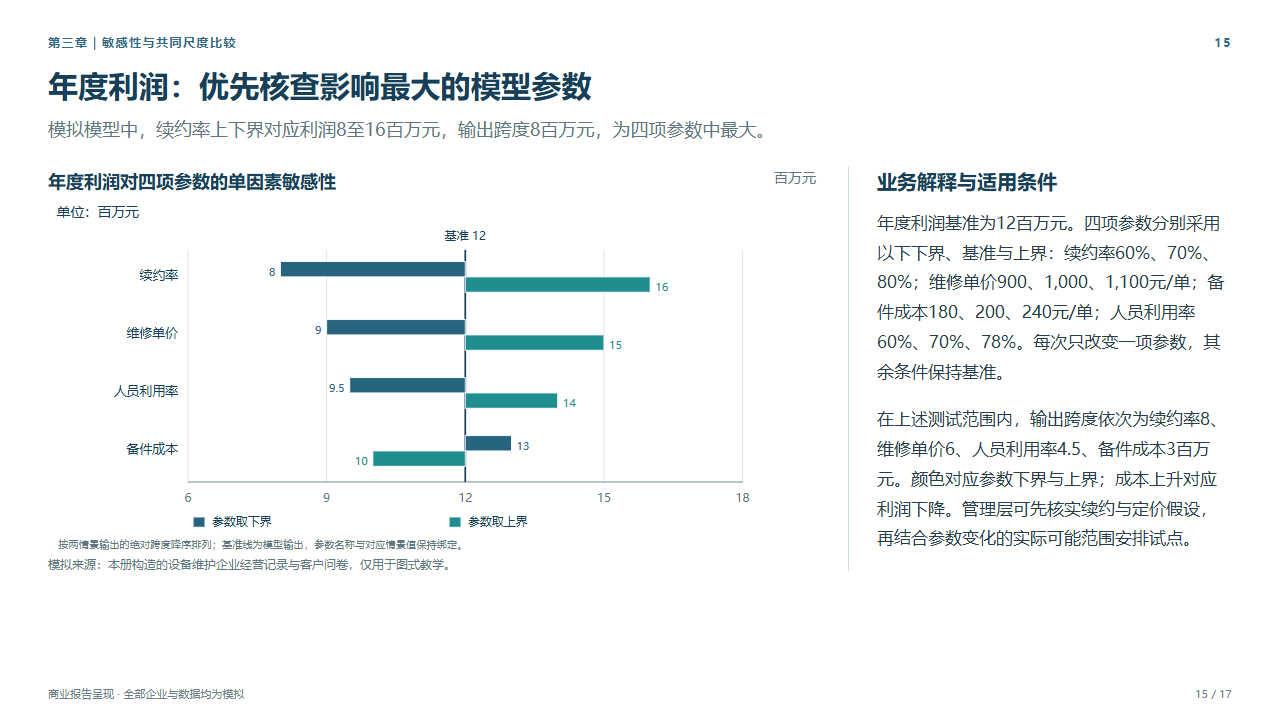 第三章 | 敏感性与共同尺度比较
15
年度利润：优先核查影响最大的模型参数
模拟模型中，续约率上下界对应利润8至16百万元，输出跨度8百万元，为四项参数中最大。
年度利润对四项参数的单因素敏感性
百万元
单位：百万元
基准 12
续约率
8
16
维修单价
9
15
人员利用率
9.5
14
备件成本
13
10
6
9
12
15
18
参数取下界
参数取上界
按两情景输出的绝对跨度降序排列；基准线为模型输出，参数名称与对应情景值保持绑定。
模拟来源：本册构造的设备维护企业经营记录与客户问卷，仅用于图式教学。
业务解释与适用条件
年度利润基准为12百万元。四项参数分别采用
以下下界、基准与上界：续约率60%、70%、
80%；维修单价900、1,000、1,100元/单；备
件成本180、200、240元/单；人员利用率
60%、70%、78%。每次只改变一项参数，其
余条件保持基准。
在上述测试范围内，输出跨度依次为续约率8、
维修单价6、人员利用率4.5、备件成本3百万
元。颜色对应参数下界与上界；成本上升对应
利润下降。管理层可先核实续约与定价假设，
再结合参数变化的实际可能范围安排试点。
商业报告呈现 · 全部企业与数据均为模拟
15 / 17